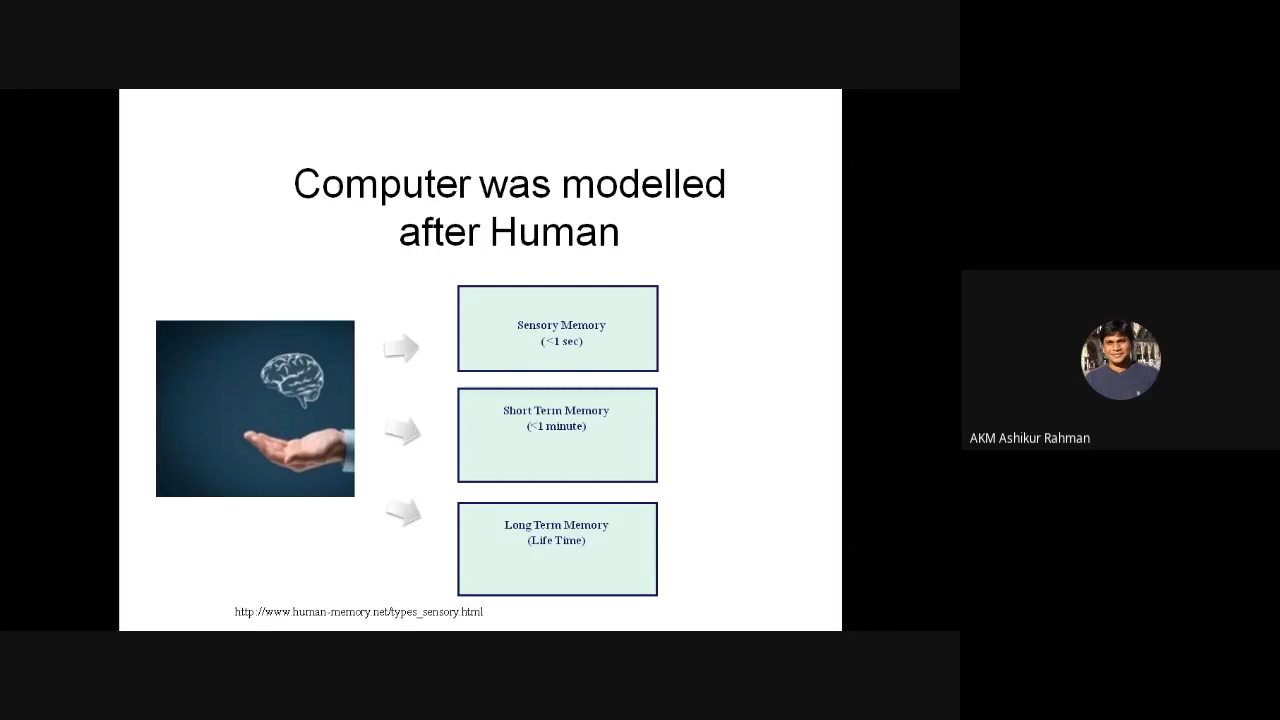 Computer was modelled
after Human
Sensory Memory
(<1 sec)
Short Term Memory
(<1 minute)
Long Term Memory
(Life Time)
http://www.human-memory.net/types_sensory.html
AKM Ashikur Rahman